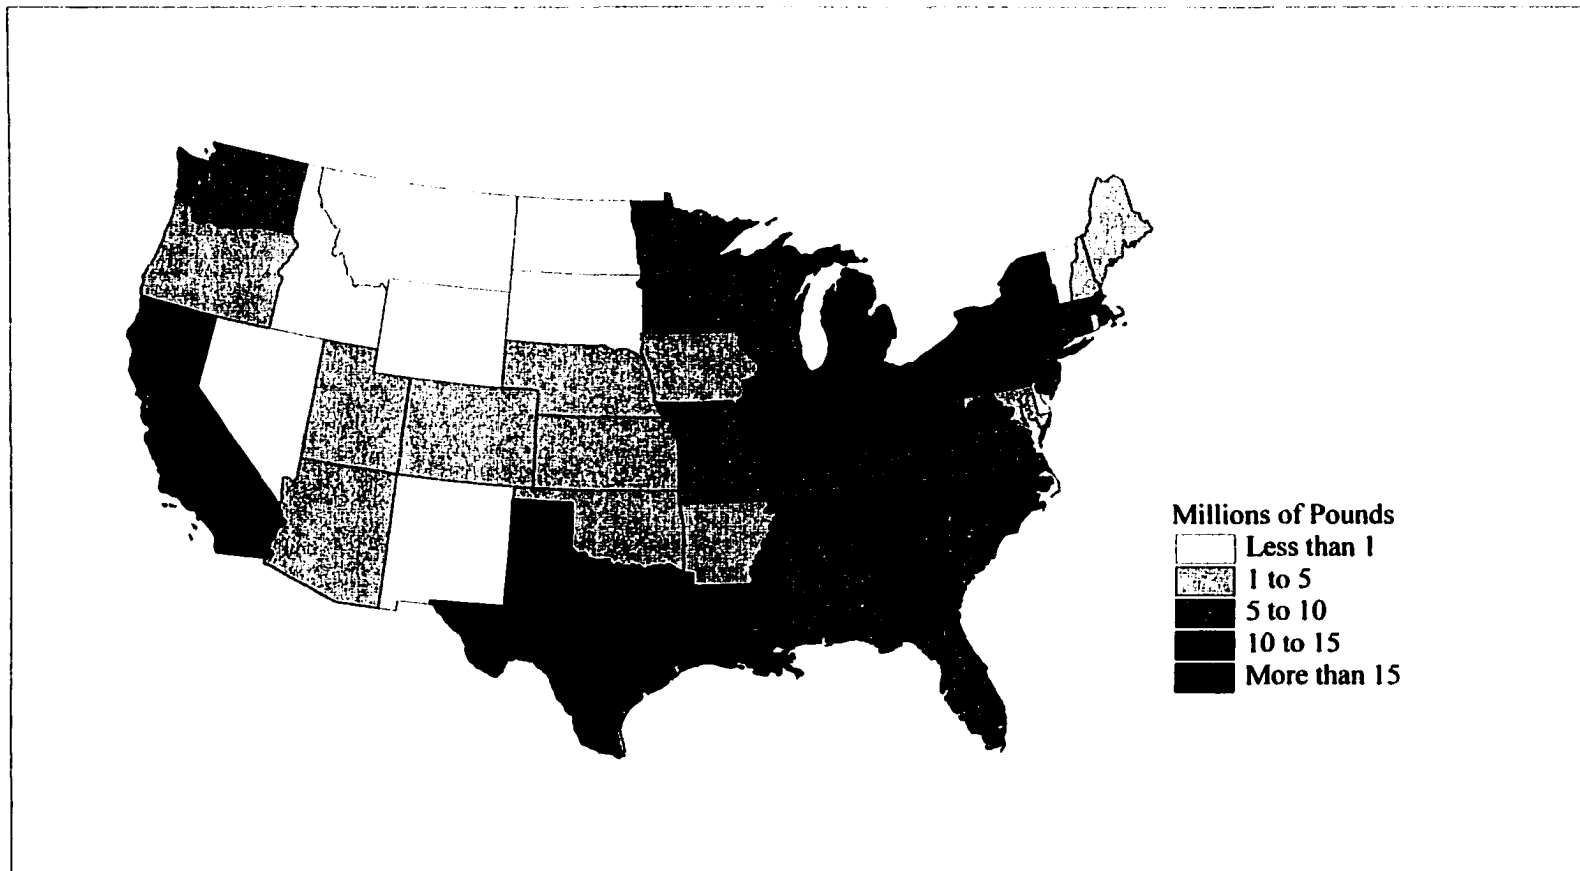 Millions of Pounds
Less than 1
1 to 5
5 to 10
10 to 15
More than 15